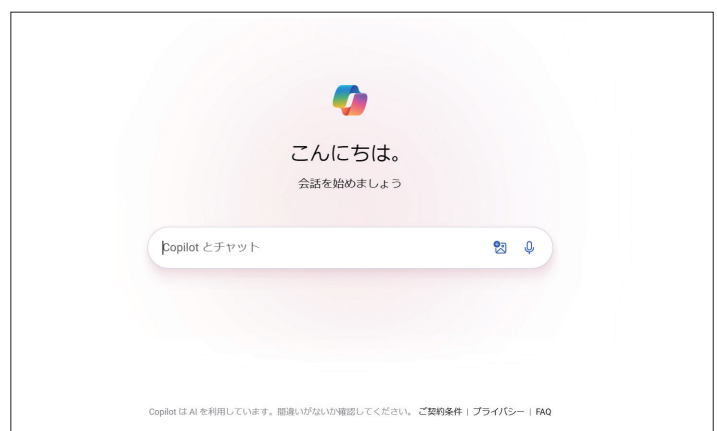 こんにちは。
会話を始めましょう
Copilot とチャット
Copilot は AI を利用しています。間違いがないか確認してください。 ご契約条件 | プライバシー | FAQ